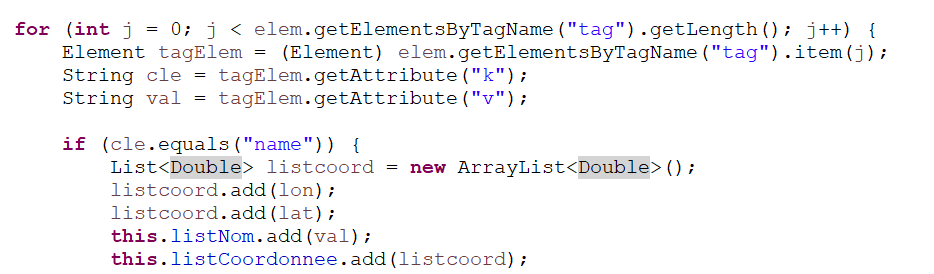 for (int j = 0; j < elem.getElementsByTagName("tag").getLength(); j++) {
    Element tagElem = (Element) elem.getElementsByTagName("tag").item(j);
    String cle = tagElem.getAttribute("k");
    String val = tagElem.getAttribute("v");

    if (cle.equals("name")) {
        List<Double> listcoord = new ArrayList<Double>();
        listcoord.add(lon);
        listcoord.add(lat);
        this.listNom.add(val);
        this.listCoordonnee.add(listcoord);